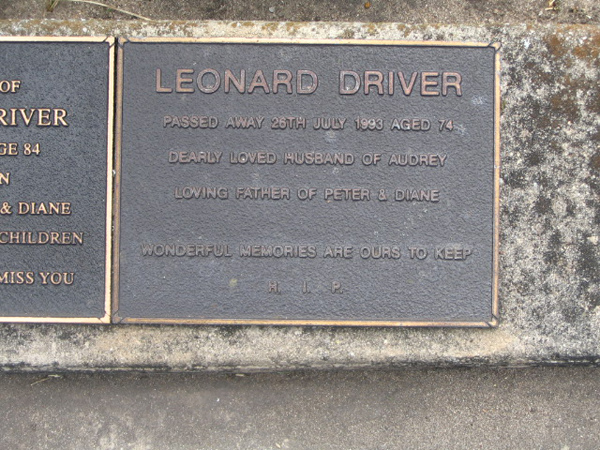 OF
RIVER
GE 84
N
& DIANE
CHILDREN
MISS YOU
LEONARD DRIVER
PASSED AWAY 26TH JULY 1993 AGED 74
DEARLY LOVED HUSBAND OF AUDREY
LOVING FATHER OF PETER & DIANE
WONDERFUL MEMORIES ARE OURS TO KEEP
R. I. P.